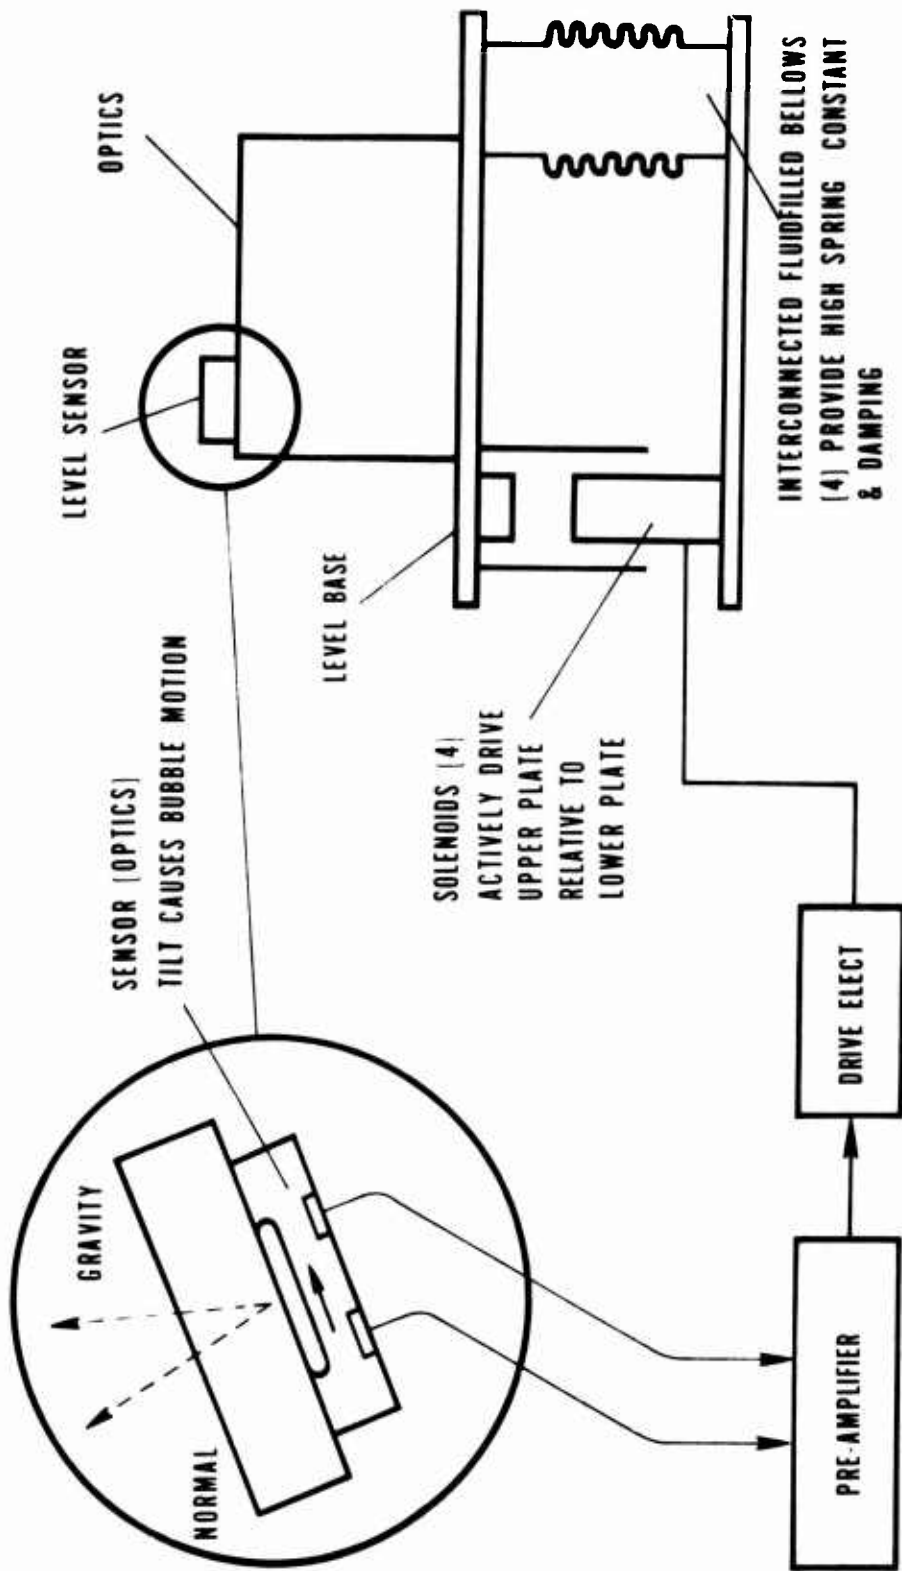 SENSOR (OPTICS)
TILT CAUSES BUBBLE MOTION
GRAVITY
NORMAL
LEVEL SENSOR
OPTICS
LEVEL BASE
SOLENOIDS (4)
ACTIVELY DRIVE
UPPER PLATE
RELATIVE TO
LOWER PLATE
INTERCONNECTED FLUIDFILLED BELLOWS
(4) PROVIDE HIGH SPRING CONSTANT
& DAMPING
PRE-AMPLIFIER
DRIVE ELECT